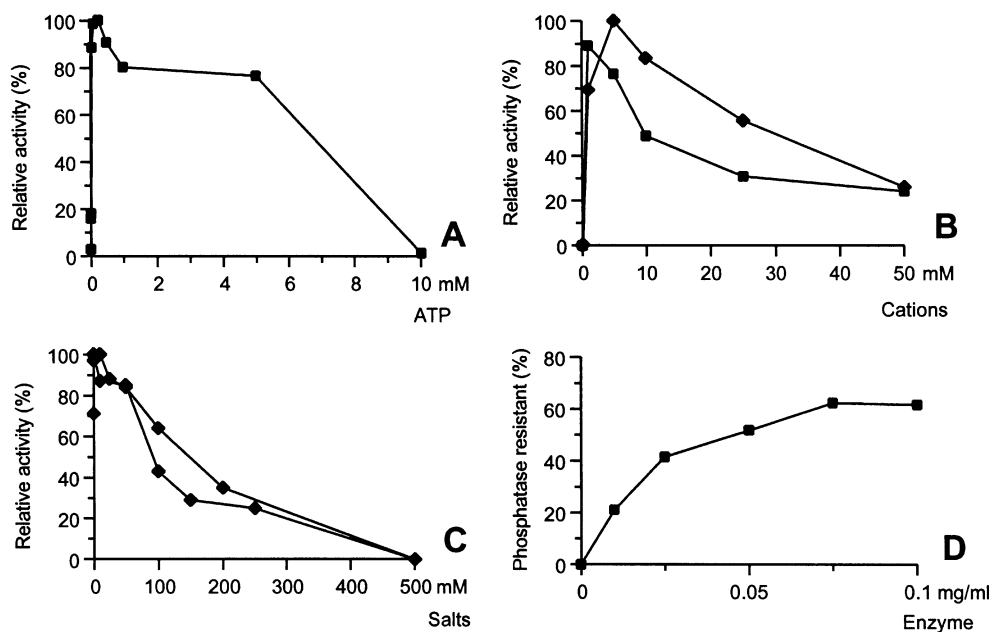 Relative activity (%)
100
80
60
40
20
0
0 2 4 6 8 10 mM
ATP
A
Relative activity (%)
100
80
60
40
20
0
0 10 20 30 40 50 mM
Cations
B
Relative activity (%)
100
80
60
40
20
0
0 100 200 300 400 500 mM
Salts
C
Phosphatase resistant (%)
80
60
40
20
0
0 0.05 0.1 mg/ml
Enzyme
D